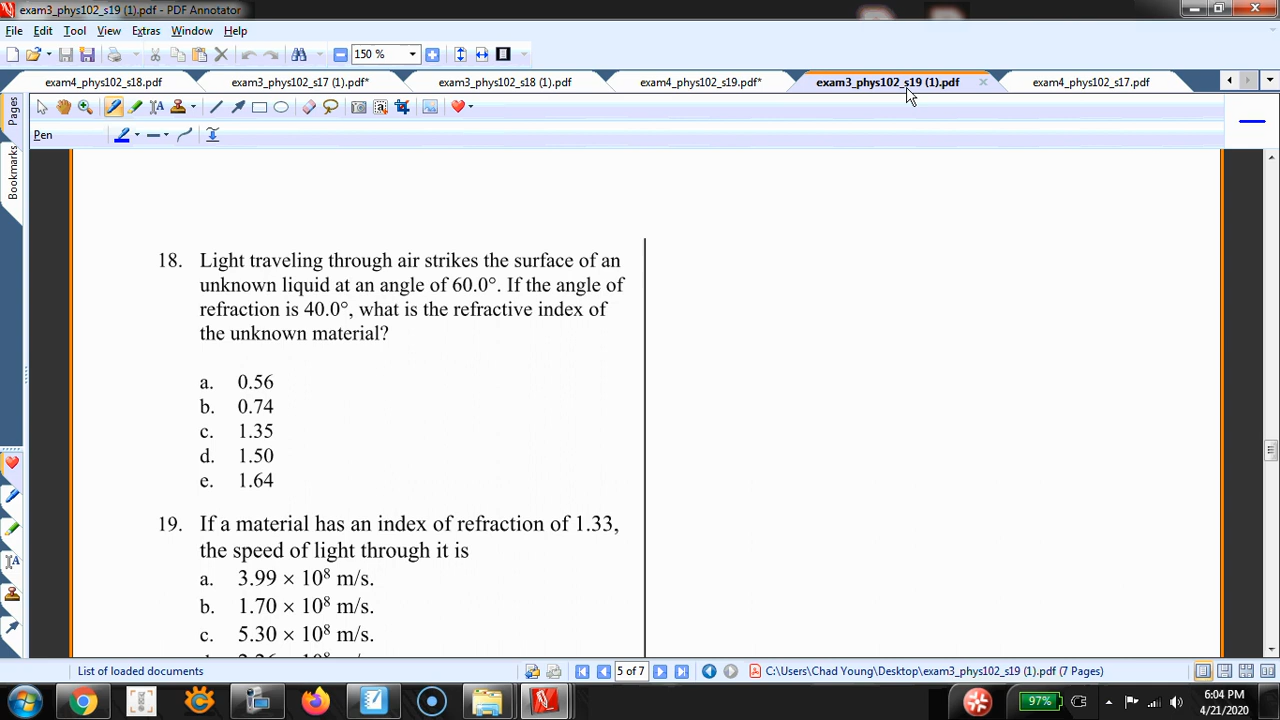 exam3_phys102_s19 (1).pdf - PDF Annotator
File Edit Tool View Extras Window Help
150 %
exam4_phys102_s18.pdf exam3_phys102_s17 (1).pdf* exam3_phys102_s18 (1).pdf exam4_phys102_s19.pdf* exam3_phys102_s19 (1).pdf exam4_phys102_s17.pdf
Pages
Bookmarks
Pen
18. Light traveling through air strikes the surface of an
unknown liquid at an angle of 60.0°. If the angle of
refraction is 40.0°, what is the refractive index of
the unknown material?
a. 0.56
b. 0.74
c. 1.35
d. 1.50
e. 1.64
19. If a material has an index of refraction of 1.33,
the speed of light through it is
a. 3.99 × 10⁸ m/s.
b. 1.70 × 10⁸ m/s.
c. 5.30 × 10⁸ m/s.
List of loaded documents
5 of 7
C:\Users\Chad Young\Desktop\exam3_phys102_s19 (1).pdf (7 Pages)
97%
6:04 PM
4/21/2020